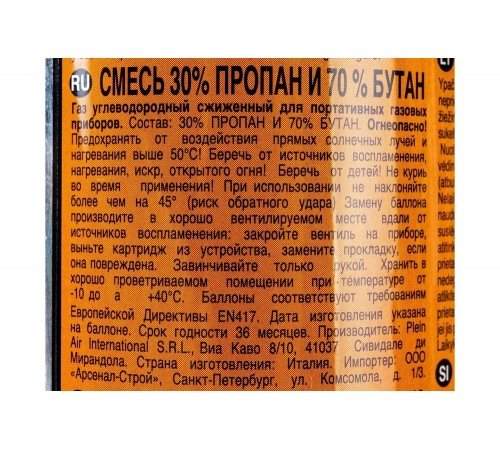 RU СМЕСЬ 30% ПРОПАН И 70 % БУТАН
Газ углеводородный сжиженный для портативных газовых
приборов. Состав: 30% ПРОПАН И 70% БУТАН. Огнеопасно!
Предохранять от воздействия прямых солнечных лучей и
нагревания выше 50°C! Беречь от источников воспламенения,
нагревания, искр, открытого огня! Беречь от детей! Не курить
во время применения! При использовании не наклоняйте
более чем на 45° (риск обратного удара) Замену баллона
производите в хорошо вентилируемом месте вдали от
источников воспламенения: закройте вентиль на приборе,
выньте картридж из устройства, замените прокладку, если
она повреждена. Завинчивайте только рукой. Хранить в
хорошо проветриваемом помещении при температуре от
-10 до а +40°C. Баллоны соответствуют требованиям
Европейской Директивы EN417. Дата изготовления указана
на баллоне. Срок годности 36 месяцев. Производитель: Plein
Air International S.R.L., Виа Каво 8/10, 41037 Сивидале ди
Мирандола. Страна изготовления: Италия. Импортер: ООО
«Арсенал-Строй», Санкт-Петербург, ул. Комсомола, д. 1/3.
LT
SI